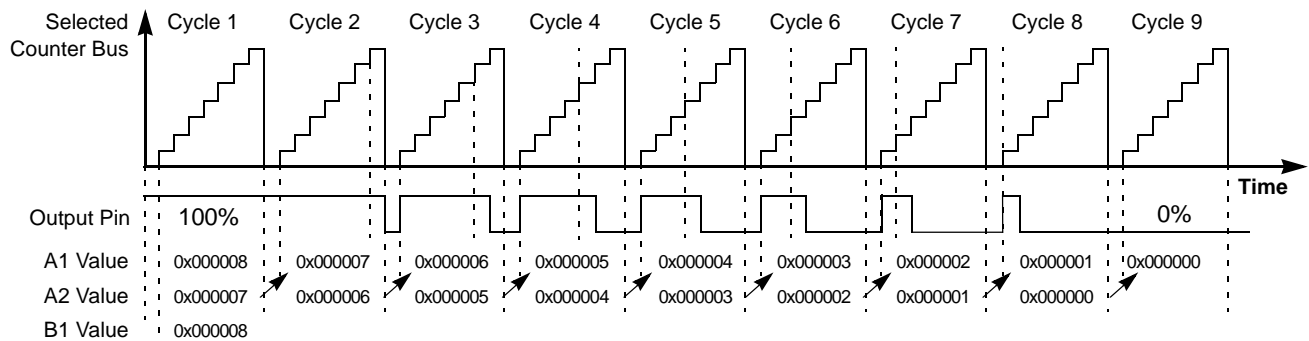 Selected Counter Bus
Cycle 1 Cycle 2 Cycle 3 Cycle 4 Cycle 5 Cycle 6 Cycle 7 Cycle 8 Cycle 9
Time
Output Pin 100% 0%
A1 Value 0x000008 0x000007 0x000006 0x000005 0x000004 0x000003 0x000002 0x000001 0x000000
A2 Value 0x000007 0x000006 0x000005 0x000004 0x000003 0x000002 0x000001 0x000000
B1 Value 0x000008